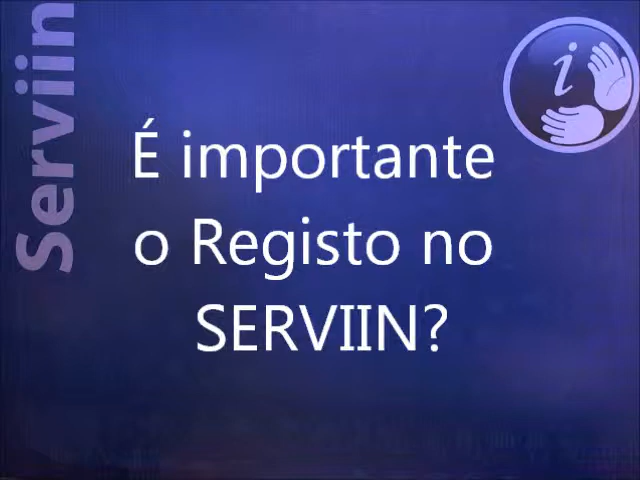 Serviin
i
É importante
o Registo no
SERVIIN?